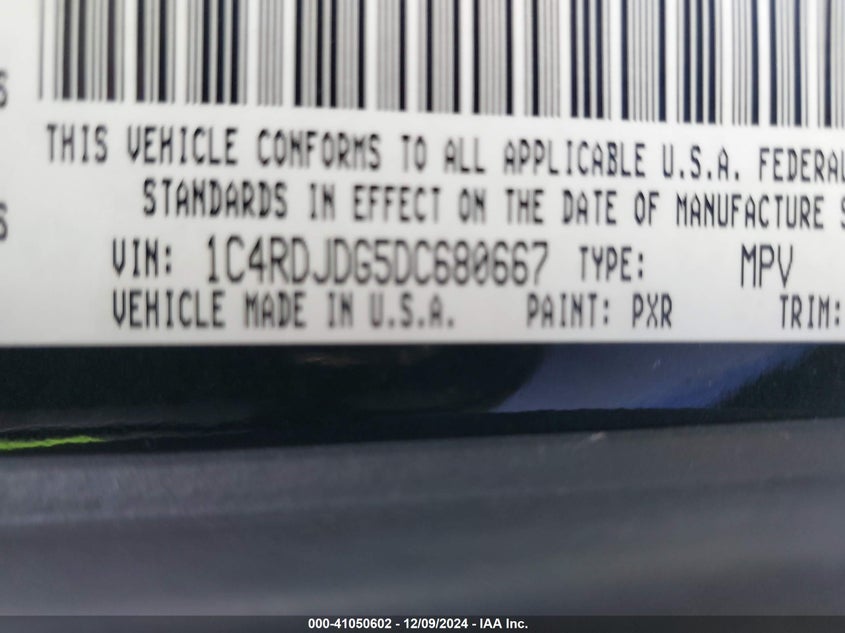 THIS VEHICLE CONFORMS TO ALL APPLICABLE U.S.A. FEDERAL
STANDARDS IN EFFECT ON THE DATE OF MANUFACTURE S
VIN: 1C4RDJDG5DC680667 TYPE: MPV
VEHICLE MADE IN U.S.A. PAINT: PXR TRIM:
000-41050602 - 12/09/2024 - IAA Inc.